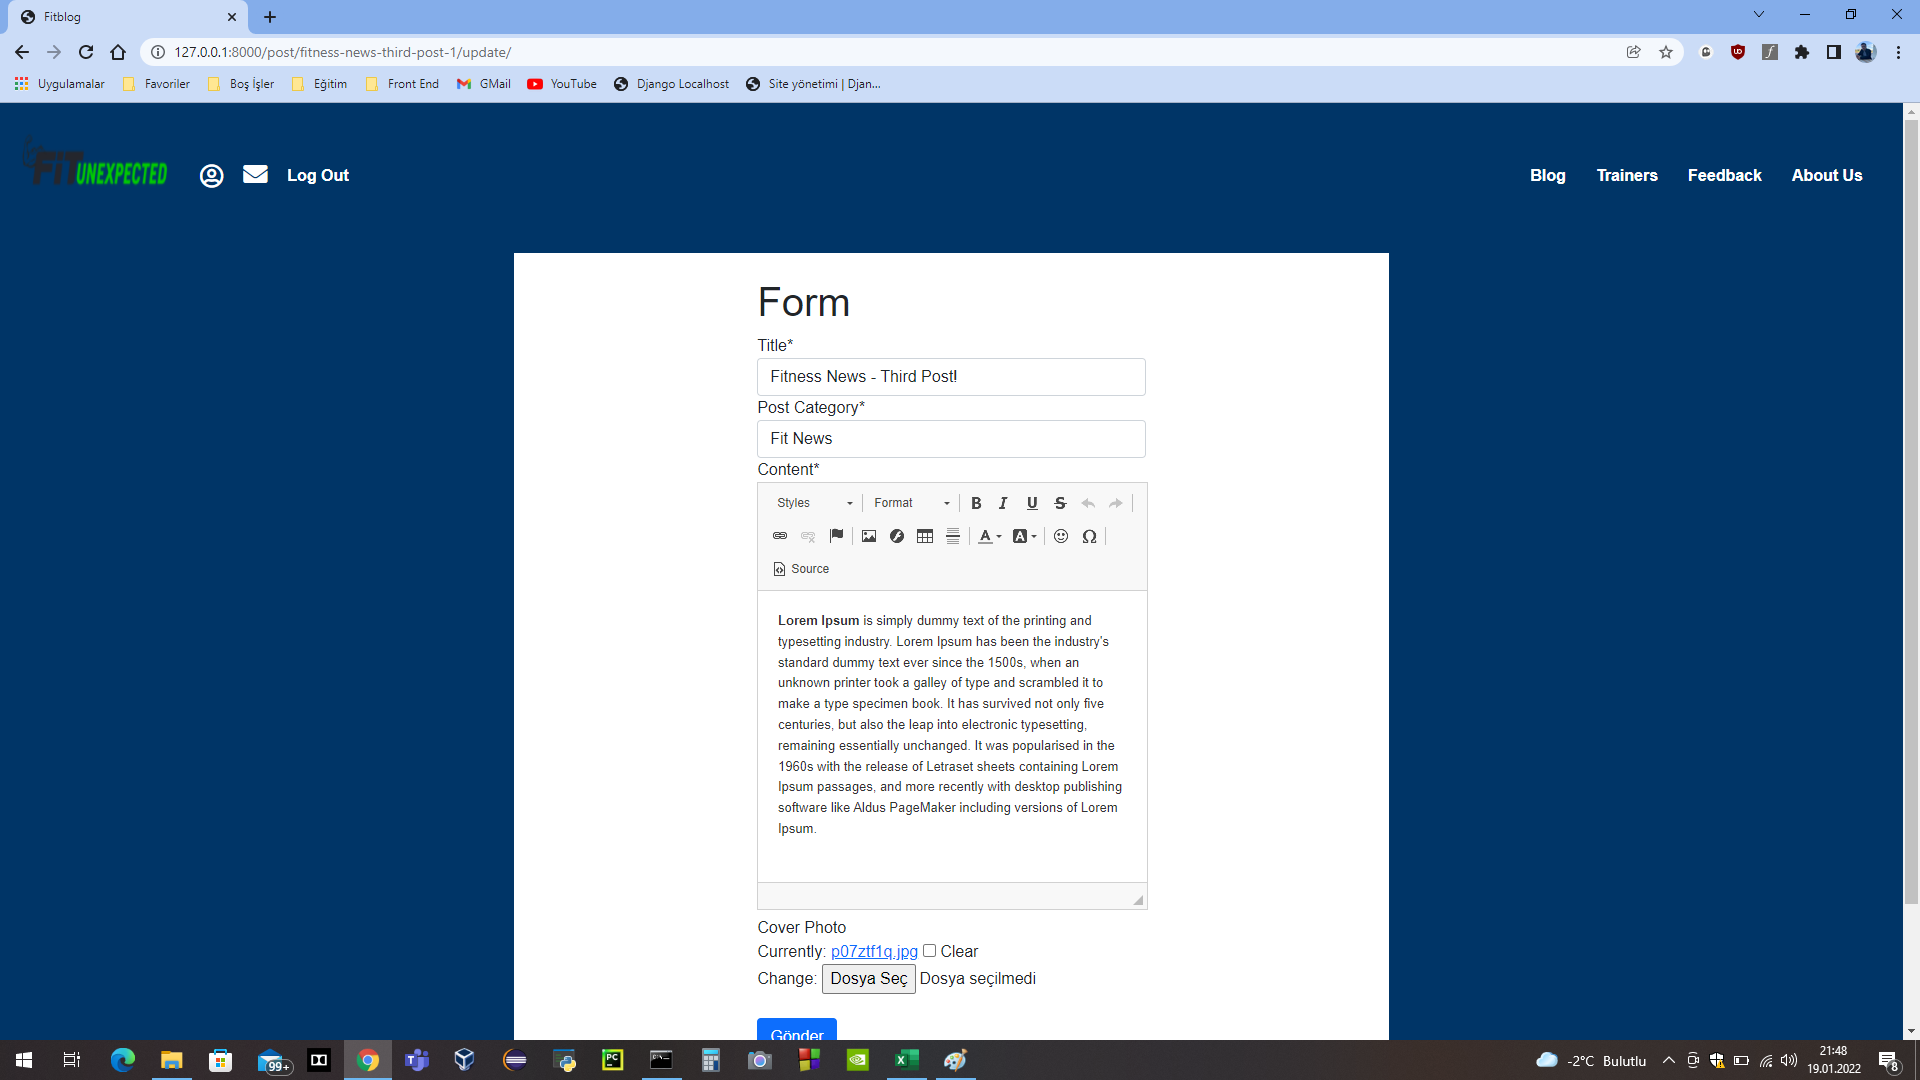 Fitblog
127.0.0.1:8000/post/fitness-news-third-post-1/update/
Uygulamalar Favoriler Boş İşler Eğitim Front End GMail YouTube Django Localhost Site yönetimi | Djan...
FIT UNEXPECTED Log Out Blog Trainers Feedback About Us
Form
Title*
Fitness News - Third Post!
Post Category*
Fit News
Content*
Styles Format B I U S
A A Ω
Source
Lorem Ipsum is simply dummy text of the printing and
typesetting industry. Lorem Ipsum has been the industry's
standard dummy text ever since the 1500s, when an
unknown printer took a galley of type and scrambled it to
make a type specimen book. It has survived not only five
centuries, but also the leap into electronic typesetting,
remaining essentially unchanged. It was popularised in the
1960s with the release of Letraset sheets containing Lorem
Ipsum passages, and more recently with desktop publishing
software like Aldus PageMaker including versions of Lorem
Ipsum.
Cover Photo
Currently: p07ztf1q.jpg Clear
Change: Dosya Seç Dosya seçilmedi
Gönder
99+ PC -2°C Bulutlu 21:48
19.01.2022 8